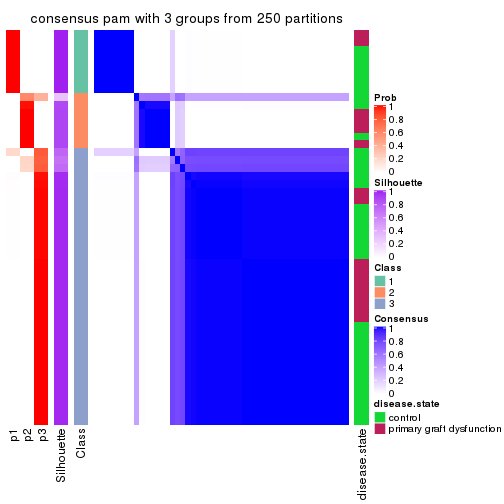 consensus pam with 3 groups from 250 partitions
Prob
1
0.8
0.6
0.4
0.2
0
Silhouette
1
0.8
0.6
0.4
0.2
0
Class
1
2
3
Consensus
1
0.8
0.6
0.4
0.2
0
disease.state
control
primary graft dysfunction
p1
p2
p3
Silhouette
Class
disease.state